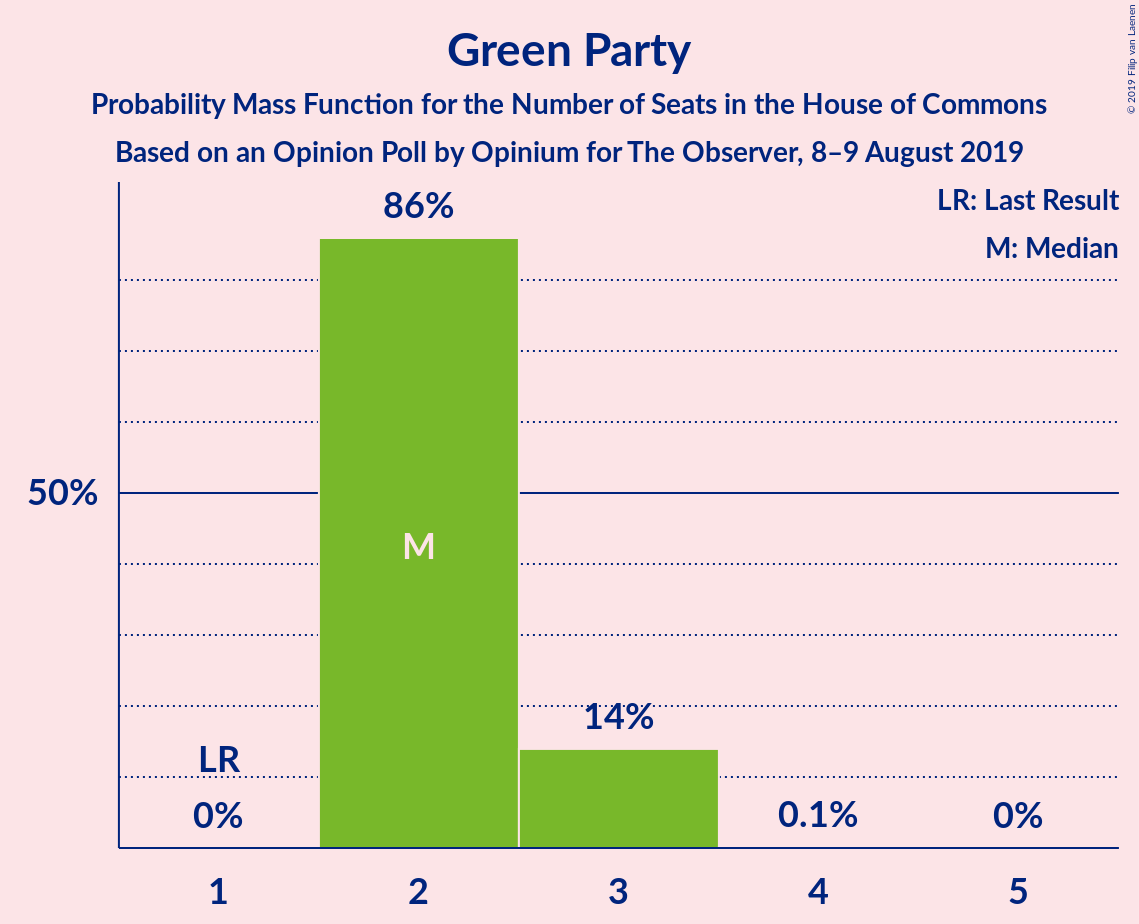 Green Party
Probability Mass Function for the Number of Seats in the House of Commons
Based on an Opinion Poll by Opinium for The Observer, 8–9 August 2019
© 2019 Filip van Laenen
LR: Last Result
M: Median
86%
50%
M
14%
LR
0%
0.1%
0%
1 2 3 4 5